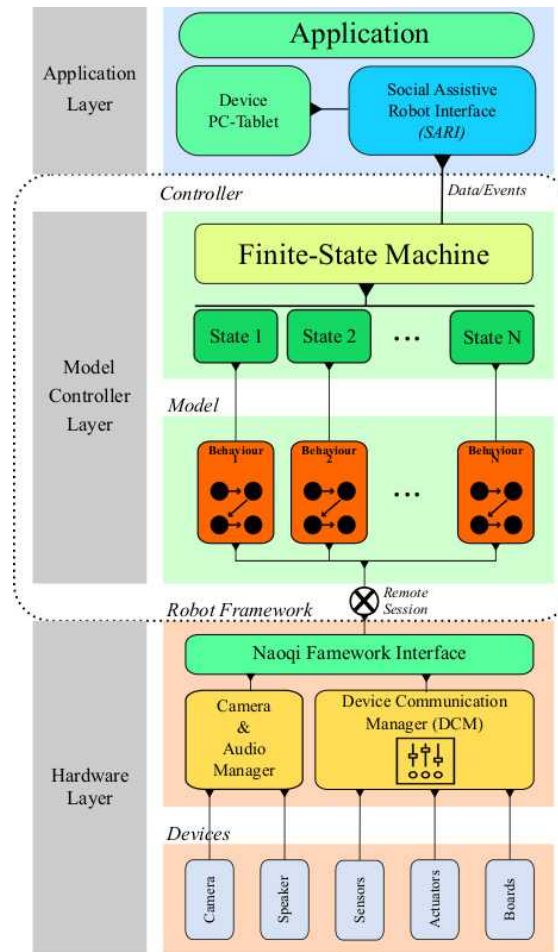 Application
Application
Layer
Device
PC-Tablet
Social Assistive
Robot Interface
(SARI)
Controller
Data/Events
Finite-State Machine
State 1
State 2
...
State N
Model
Controller
Layer
Model
Behaviour
1
Behaviour
2
...
Behaviour
N
Remote
Session
Robot Framework
Naoqi Famework Interface
Camera
&
Audio
Manager
Device Communication
Manager (DCM)
Hardware
Layer
Devices
Camera
Speaker
Sensors
Actuators
Boards